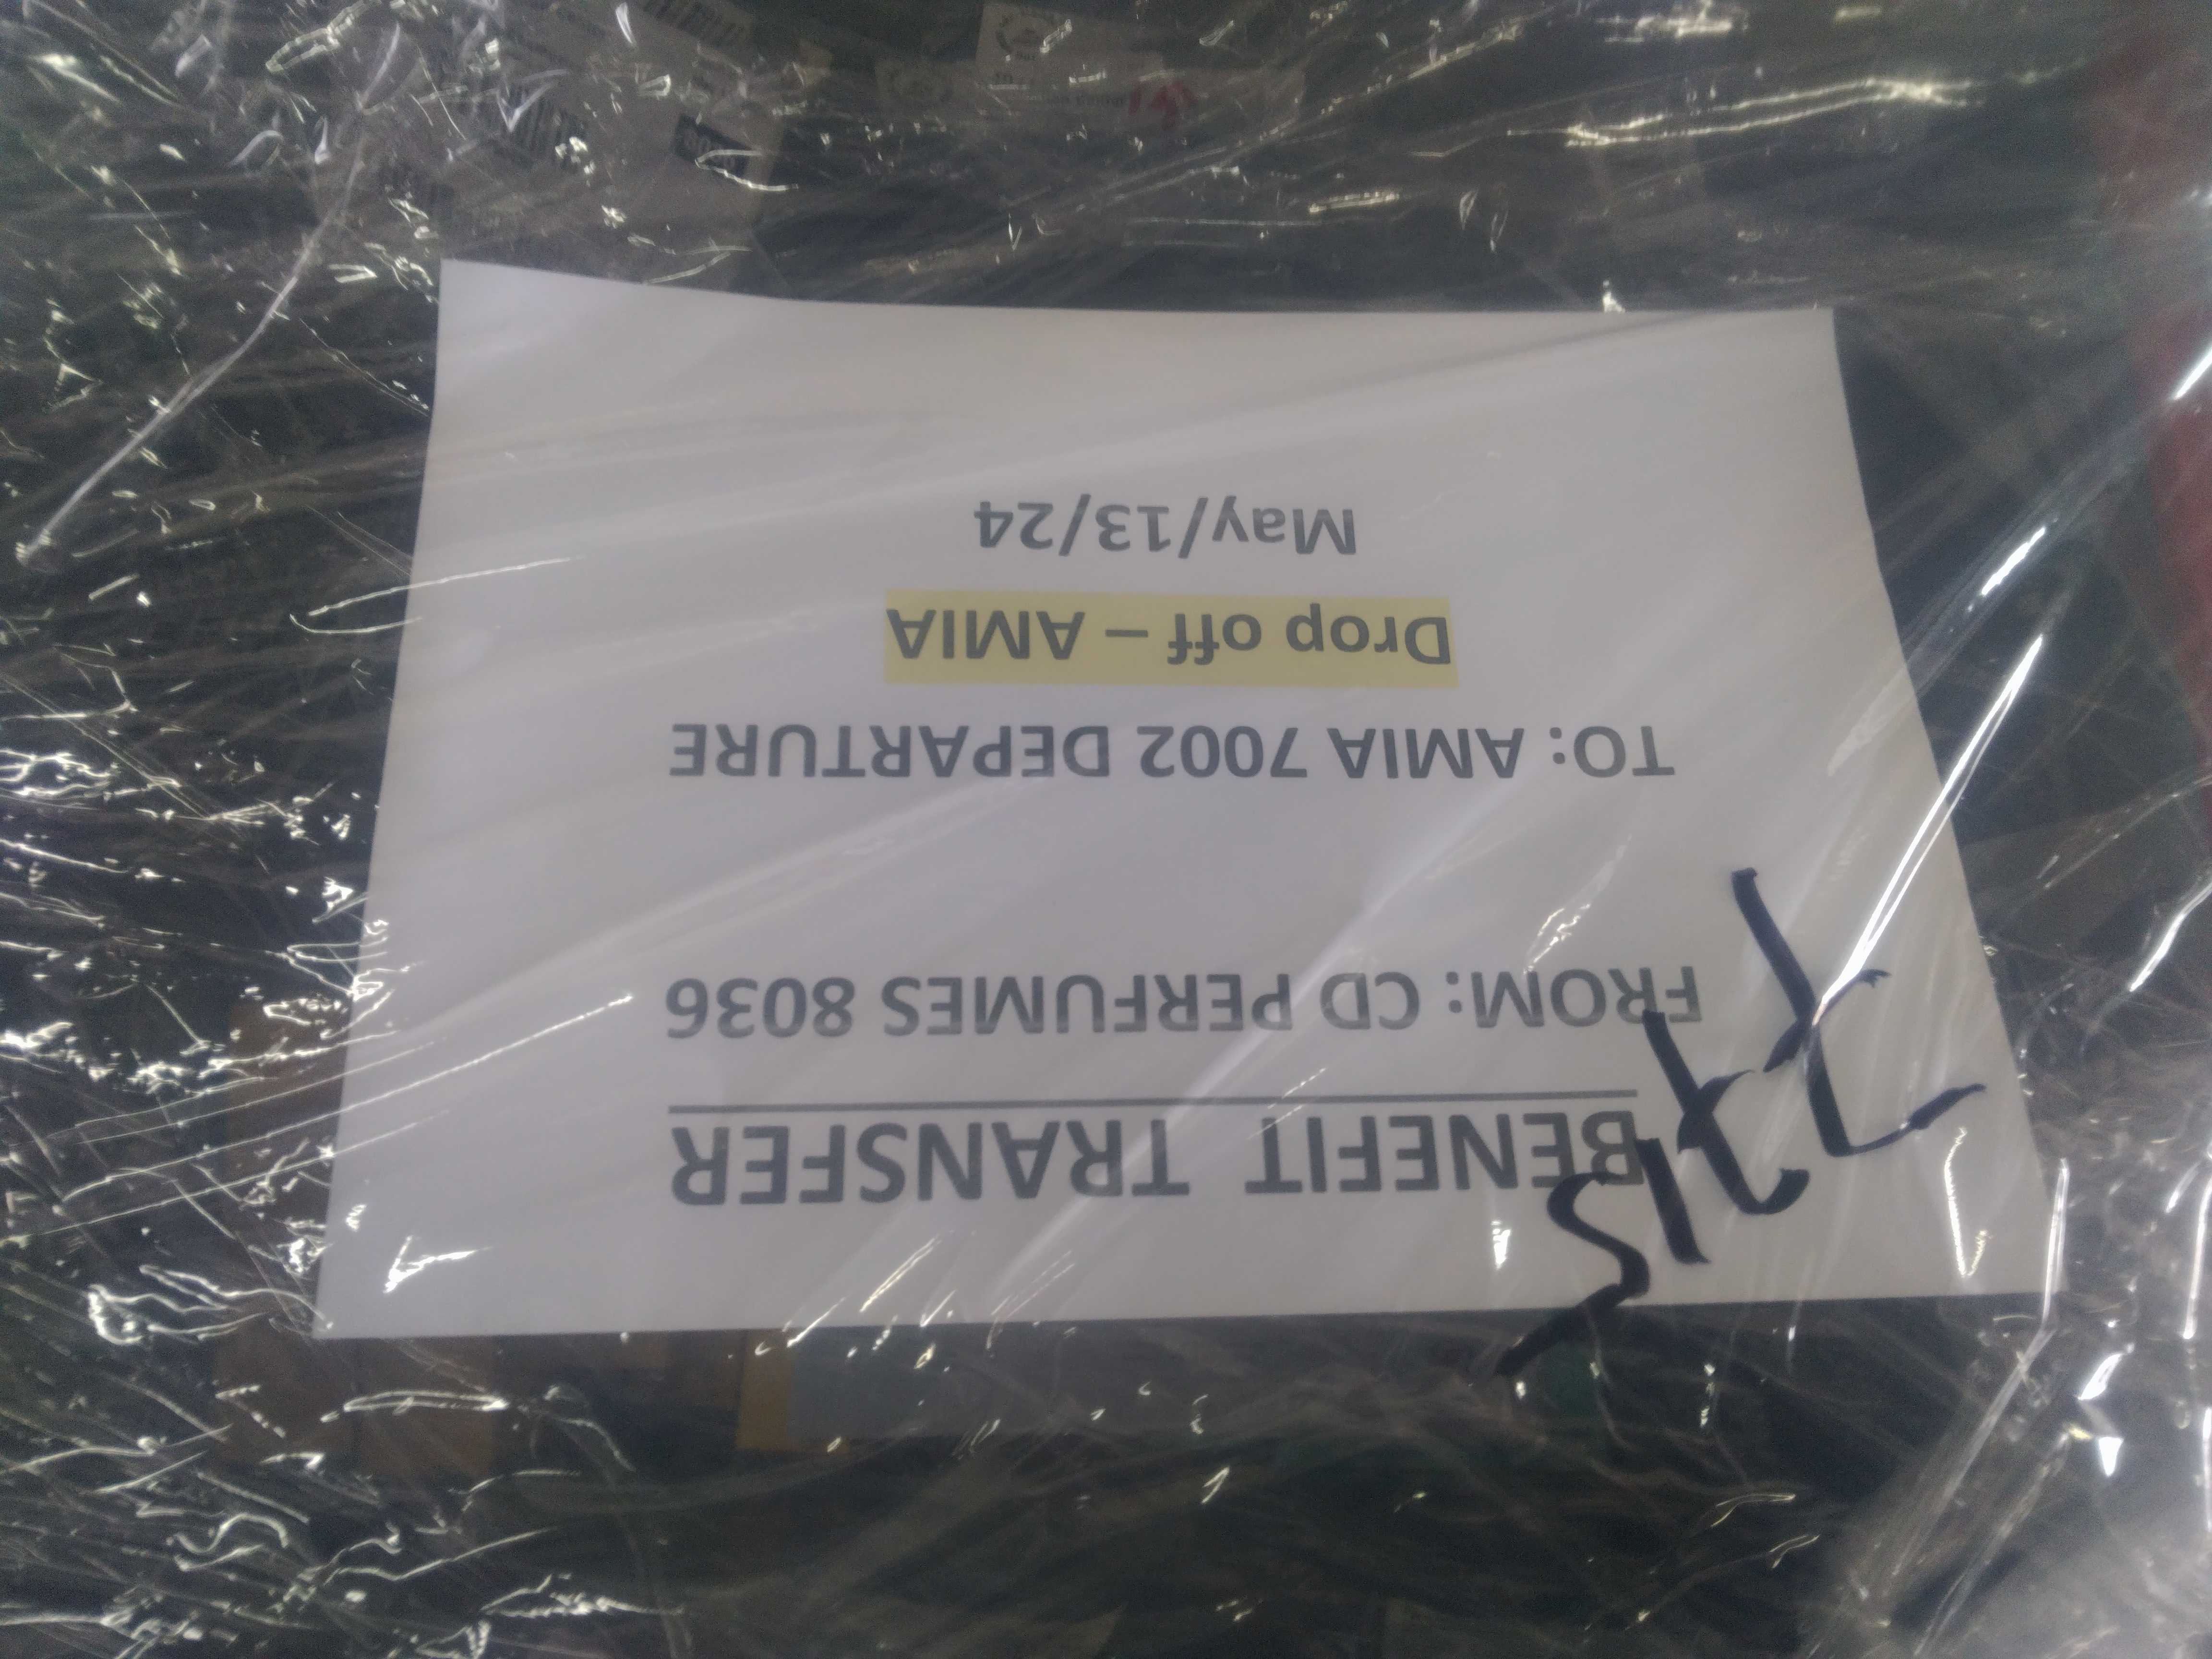 BENEFIT TRANSFER
FROM: CD PERFUMES 8036
TO: AMIA 7002 DEPARTURE
Drop off – AMIA
May/13/24